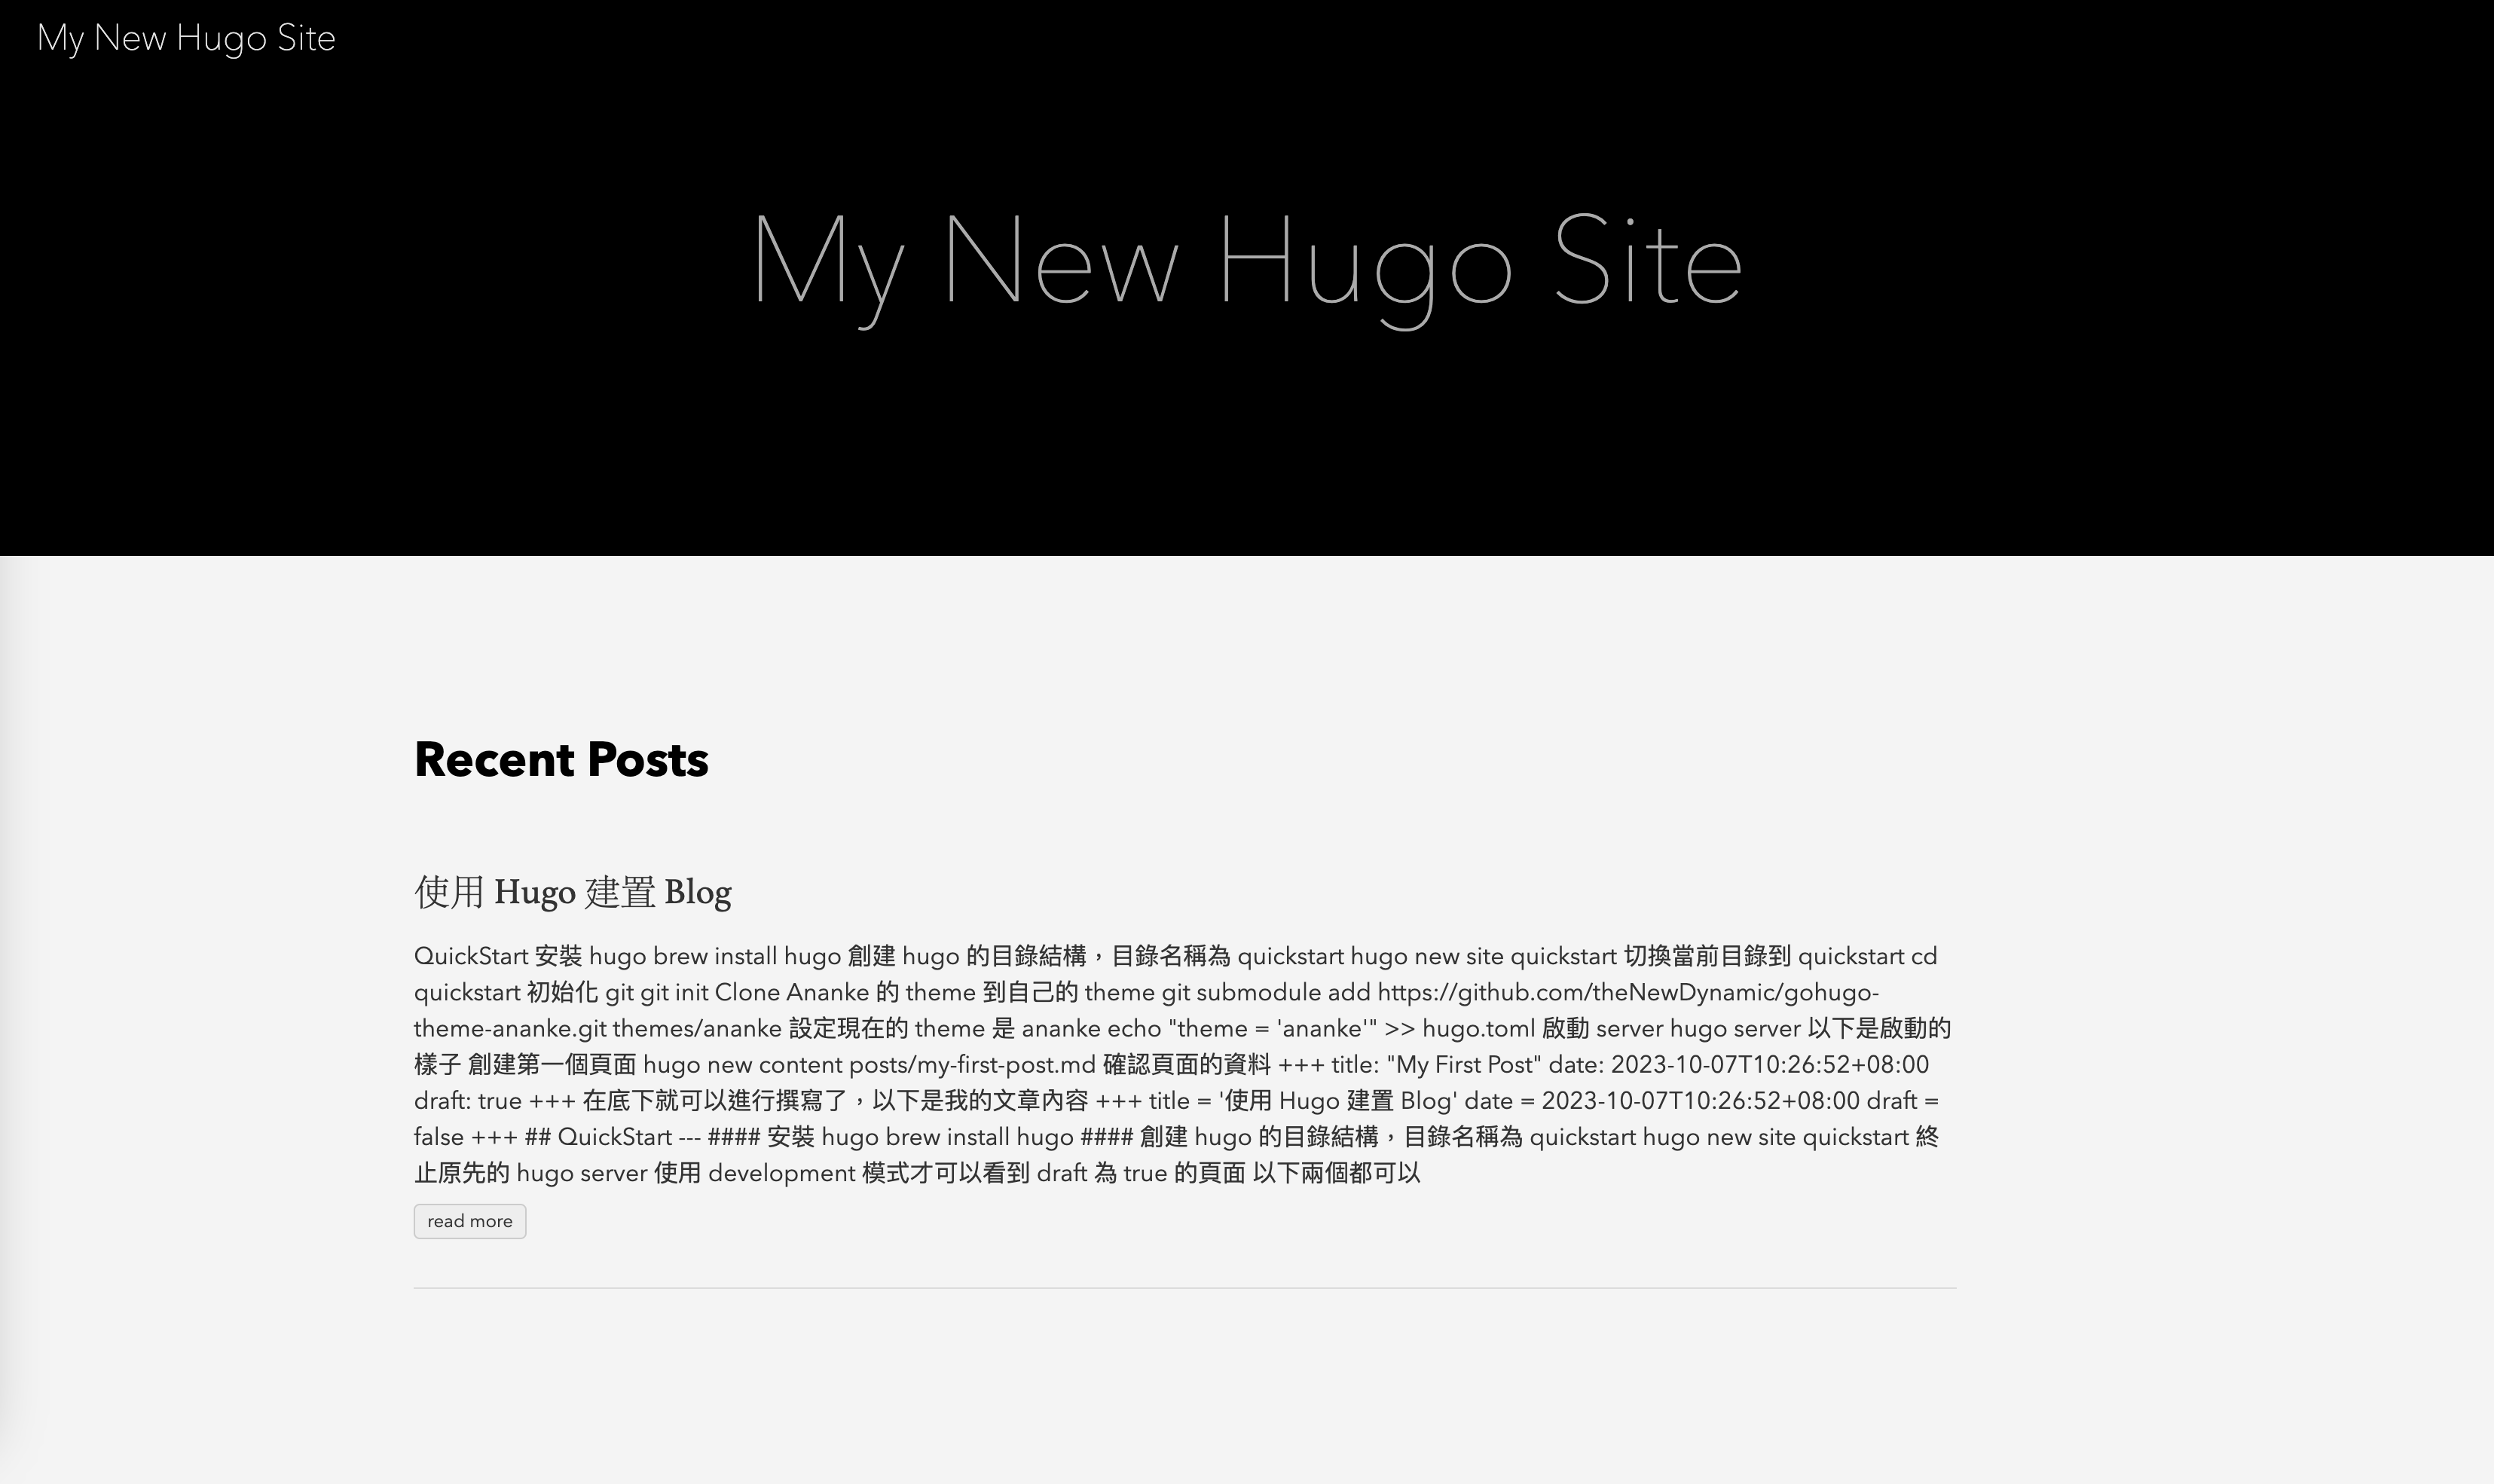 My New Hugo Site
My New Hugo Site
Recent Posts
使用 Hugo 建置 Blog
QuickStart 安裝 hugo brew install hugo 創建 hugo 的目錄結構，目錄名稱為 quickstart hugo new site quickstart 切換當前目錄到 quickstart cd
quickstart 初始化 git git init Clone Ananke 的 theme 到自己的 theme git submodule add https://github.com/theNewDynamic/gohugo-
theme-ananke.git themes/ananke 設定現在的 theme 是 ananke echo "theme = 'ananke'" >> hugo.toml 啟動 server hugo server 以下是啟動的
樣子 創建第一個頁面 hugo new content posts/my-first-post.md 確認頁面的資料 +++ title: "My First Post" date: 2023-10-07T10:26:52+08:00
draft: true +++ 在底下就可以進行撰寫了，以下是我的文章內容 +++ title = '使用 Hugo 建置 Blog' date = 2023-10-07T10:26:52+08:00 draft =
false +++ ## QuickStart --- #### 安裝 hugo brew install hugo #### 創建 hugo 的目錄結構，目錄名稱為 quickstart hugo new site quickstart 終
止原先的 hugo server 使用 development 模式才可以看到 draft 為 true 的頁面 以下兩個都可以
read more